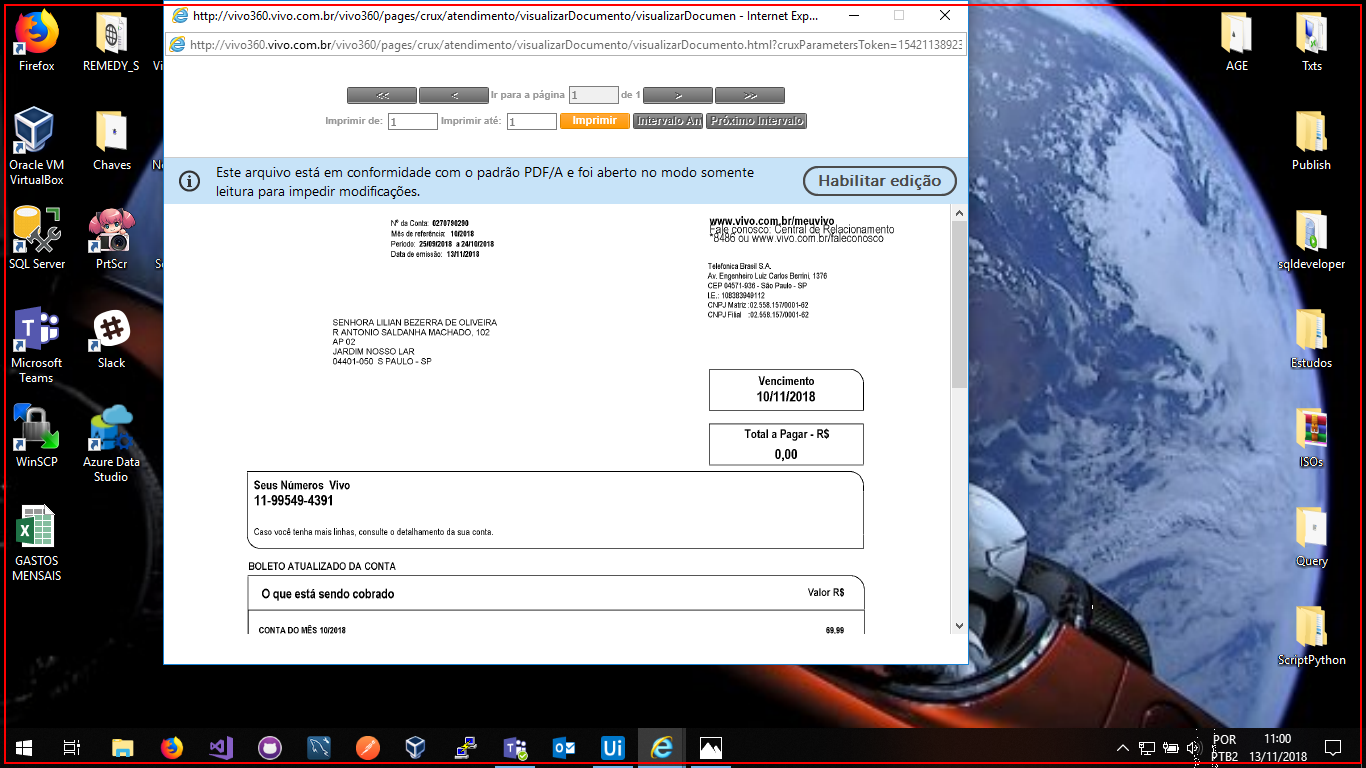 http://vivo360.vivo.com.br/vivo360/pages/crux/atendimento/visualizarDocumento/visualizarDocumen - Internet Exp...
http://vivo360.vivo.com.br/vivo360/pages/crux/atendimento/visualizarDocumento/visualizarDocumento.html?cruxParametersToken=15421138923
<< < Ir para a página 1 de 1 > >>
Imprimir de: 1 Imprimir até: 1 Imprimir Intervalo An Próximo Intervalo
Este arquivo está em conformidade com o padrão PDF/A e foi aberto no modo somente
leitura para impedir modificações.
Habilitar edição
Nº da Conta: 0270790290
Mês de referência: 10/2018
Período: 25/09/2018 a 24/10/2018
Data de emissão: 13/11/2018
www.vivo.com.br/meuvivo
Fale conosco: Central de Relacionamento
*8486 ou www.vivo.com.br/faleconosco
Telefonica Brasil S.A.
Av. Engenheiro Luiz Carlos Berrini, 1376
CEP 04571-936 - São Paulo - SP
I.E.: 108383949112
CNPJ Matriz :02.558.157/0001-62
CNPJ Filial :02.558.157/0001-62
SENHORA LILIAN BEZERRA DE OLIVEIRA
R ANTONIO SALDANHA MACHADO, 102
AP 02
JARDIM NOSSO LAR
04401-050 S PAULO - SP
Vencimento
10/11/2018
Total a Pagar - R$
0,00
Seus Números Vivo
11-99549-4391
Caso você tenha mais linhas, consulte o detalhamento da sua conta.
BOLETO ATUALIZADO DA CONTA
O que está sendo cobrado Valor R$
CONTA DO MÊS 10/2018 69,99
Firefox
REMEDY_S
Vi
Oracle VM
VirtualBox
Chaves
No
SQL Server
PrtScr
So
Microsoft
Teams
Slack
WinSCP
Azure Data
Studio
GASTOS
MENSAIS
AGE
Txts
Publish
sqldeveloper
Estudos
ISOs
Query
ScriptPython
Ui
POR
PTB2
11:00
13/11/2018